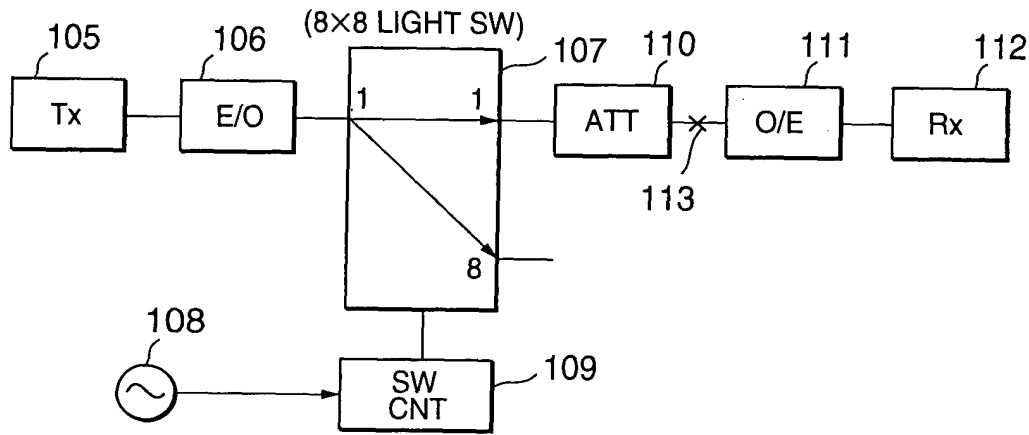 (8×8 LIGHT SW)
105
106
107
110
111
112
Tx
E/O
1
1
ATT
O/E
Rx
113
8
108
SW
CNT
109